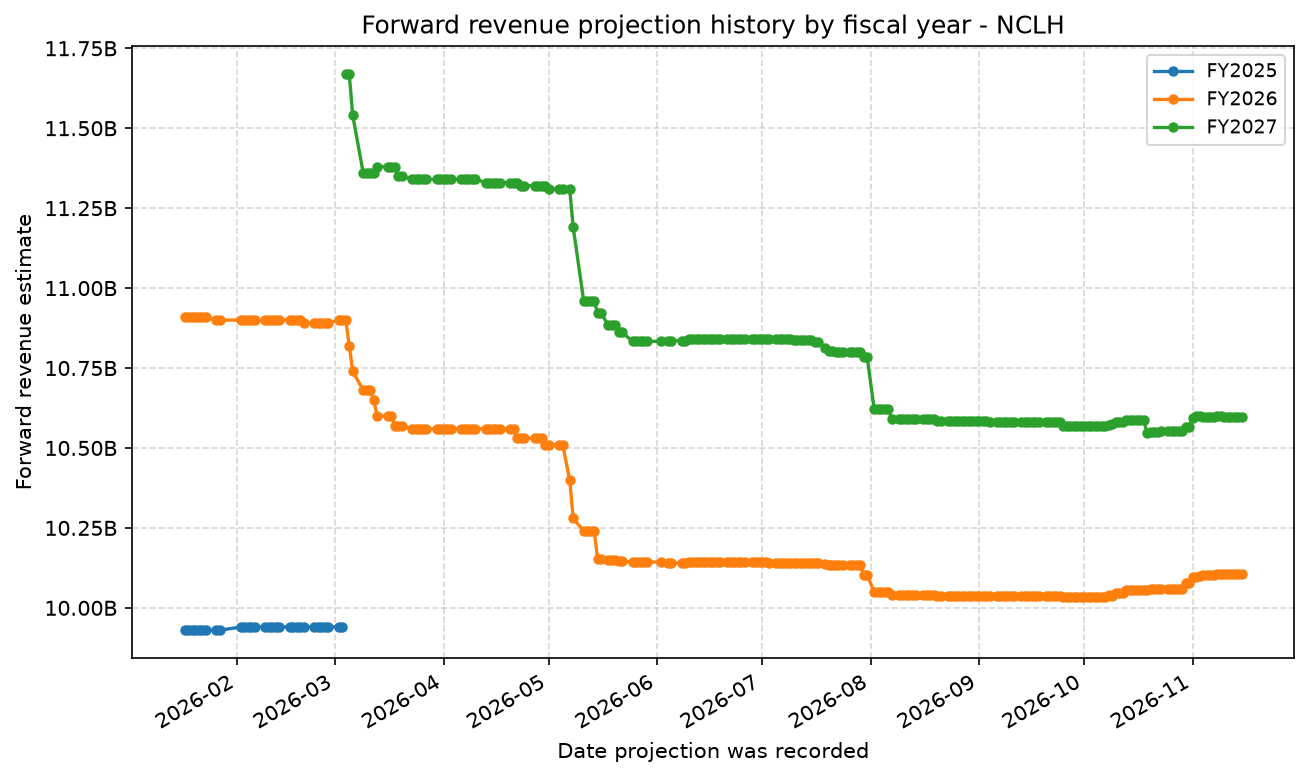 Forward revenue projection history by fiscal year - NCLH
FY2025
FY2026
FY2027
Forward revenue estimate
11.75B
11.50B
11.25B
11.00B
10.75B
10.50B
10.25B
10.00B
2026-02
2026-03
2026-04
2026-05
2026-06
2026-07
2026-08
2026-09
2026-10
2026-11
Date projection was recorded